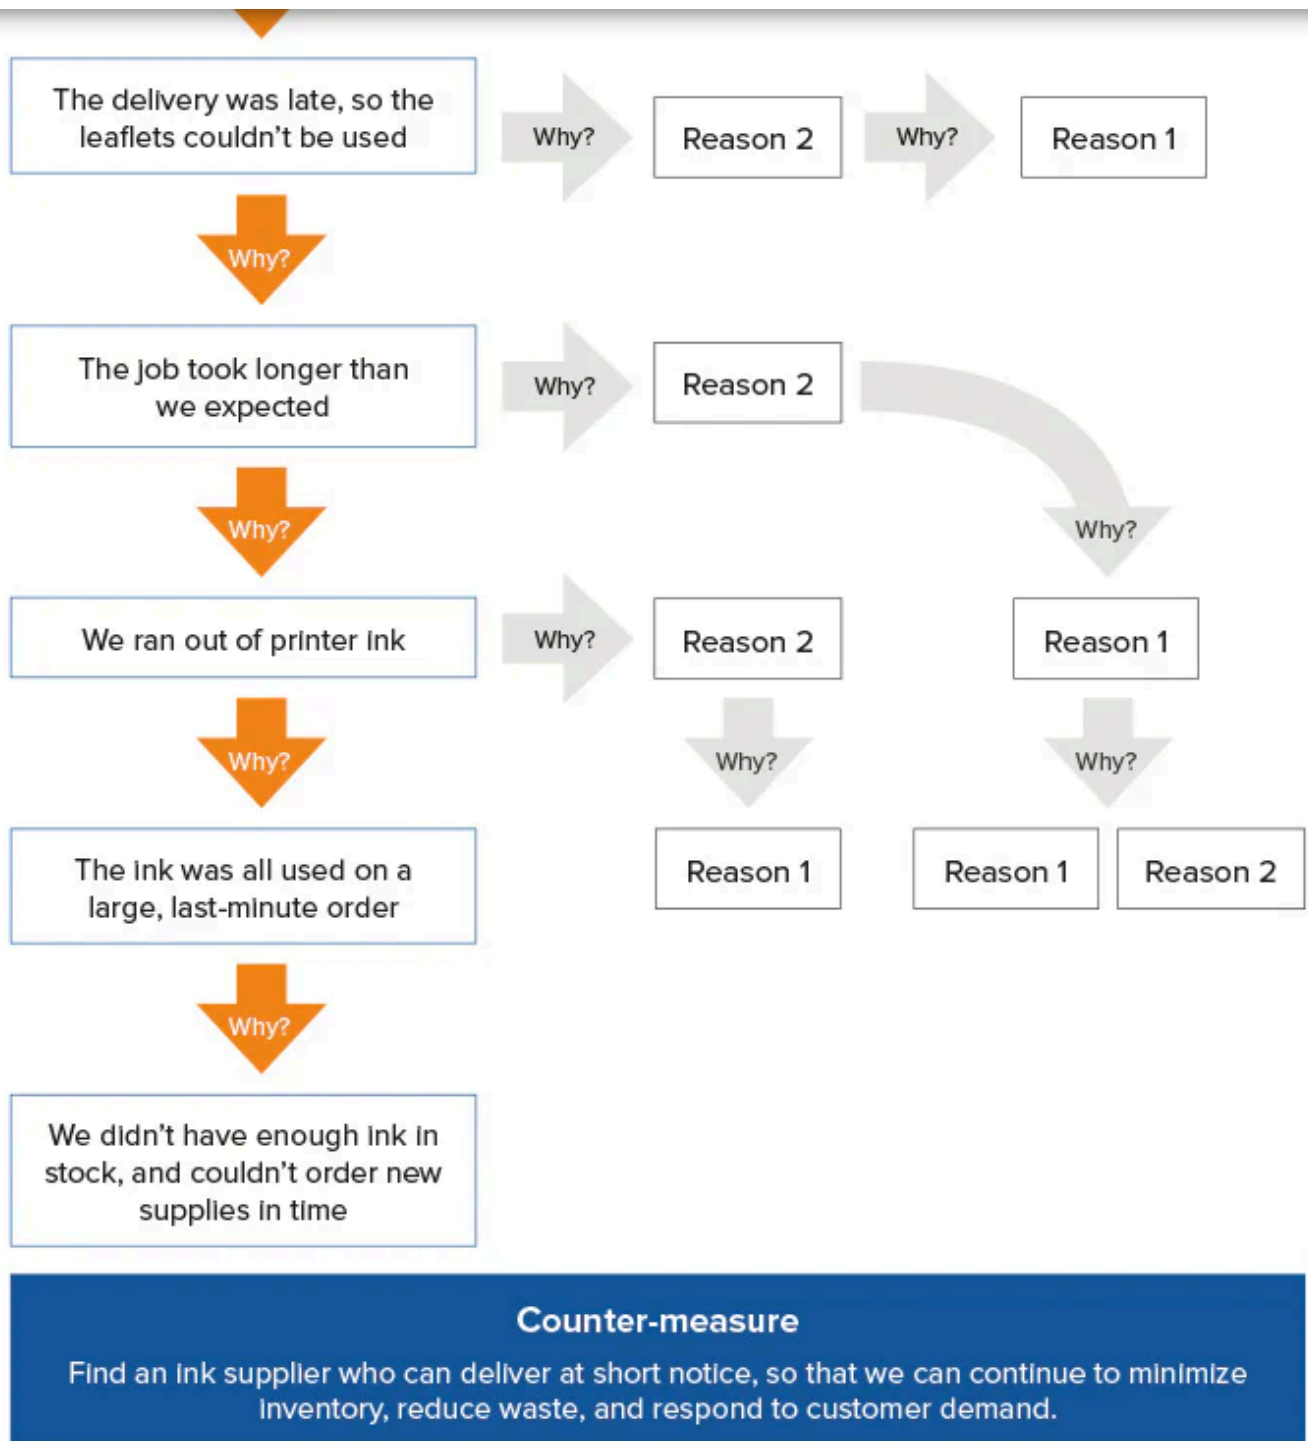 The delivery was late, so the
leaflets couldn't be used
Why?
Reason 2
Why?
Reason 1
Why?
The job took longer than
we expected
Why?
Reason 2
Why?
Why?
We ran out of printer ink
Why?
Reason 2
Reason 1
Why?
Why?
Why?
The ink was all used on a
large, last-minute order
Reason 1
Reason 1
Reason 2
Why?
We didn't have enough ink in
stock, and couldn't order new
supplies in time
Counter-measure
Find an ink supplier who can deliver at short notice, so that we can continue to minimize
inventory, reduce waste, and respond to customer demand.